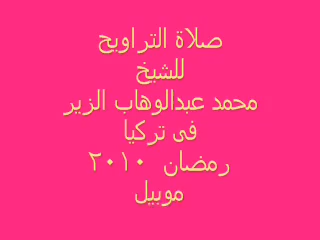 صلاة التراويح
للشيخ
محمد عبدالوهاب الزير
فى تركيا
رمضان ٢٠١٠
موبيل